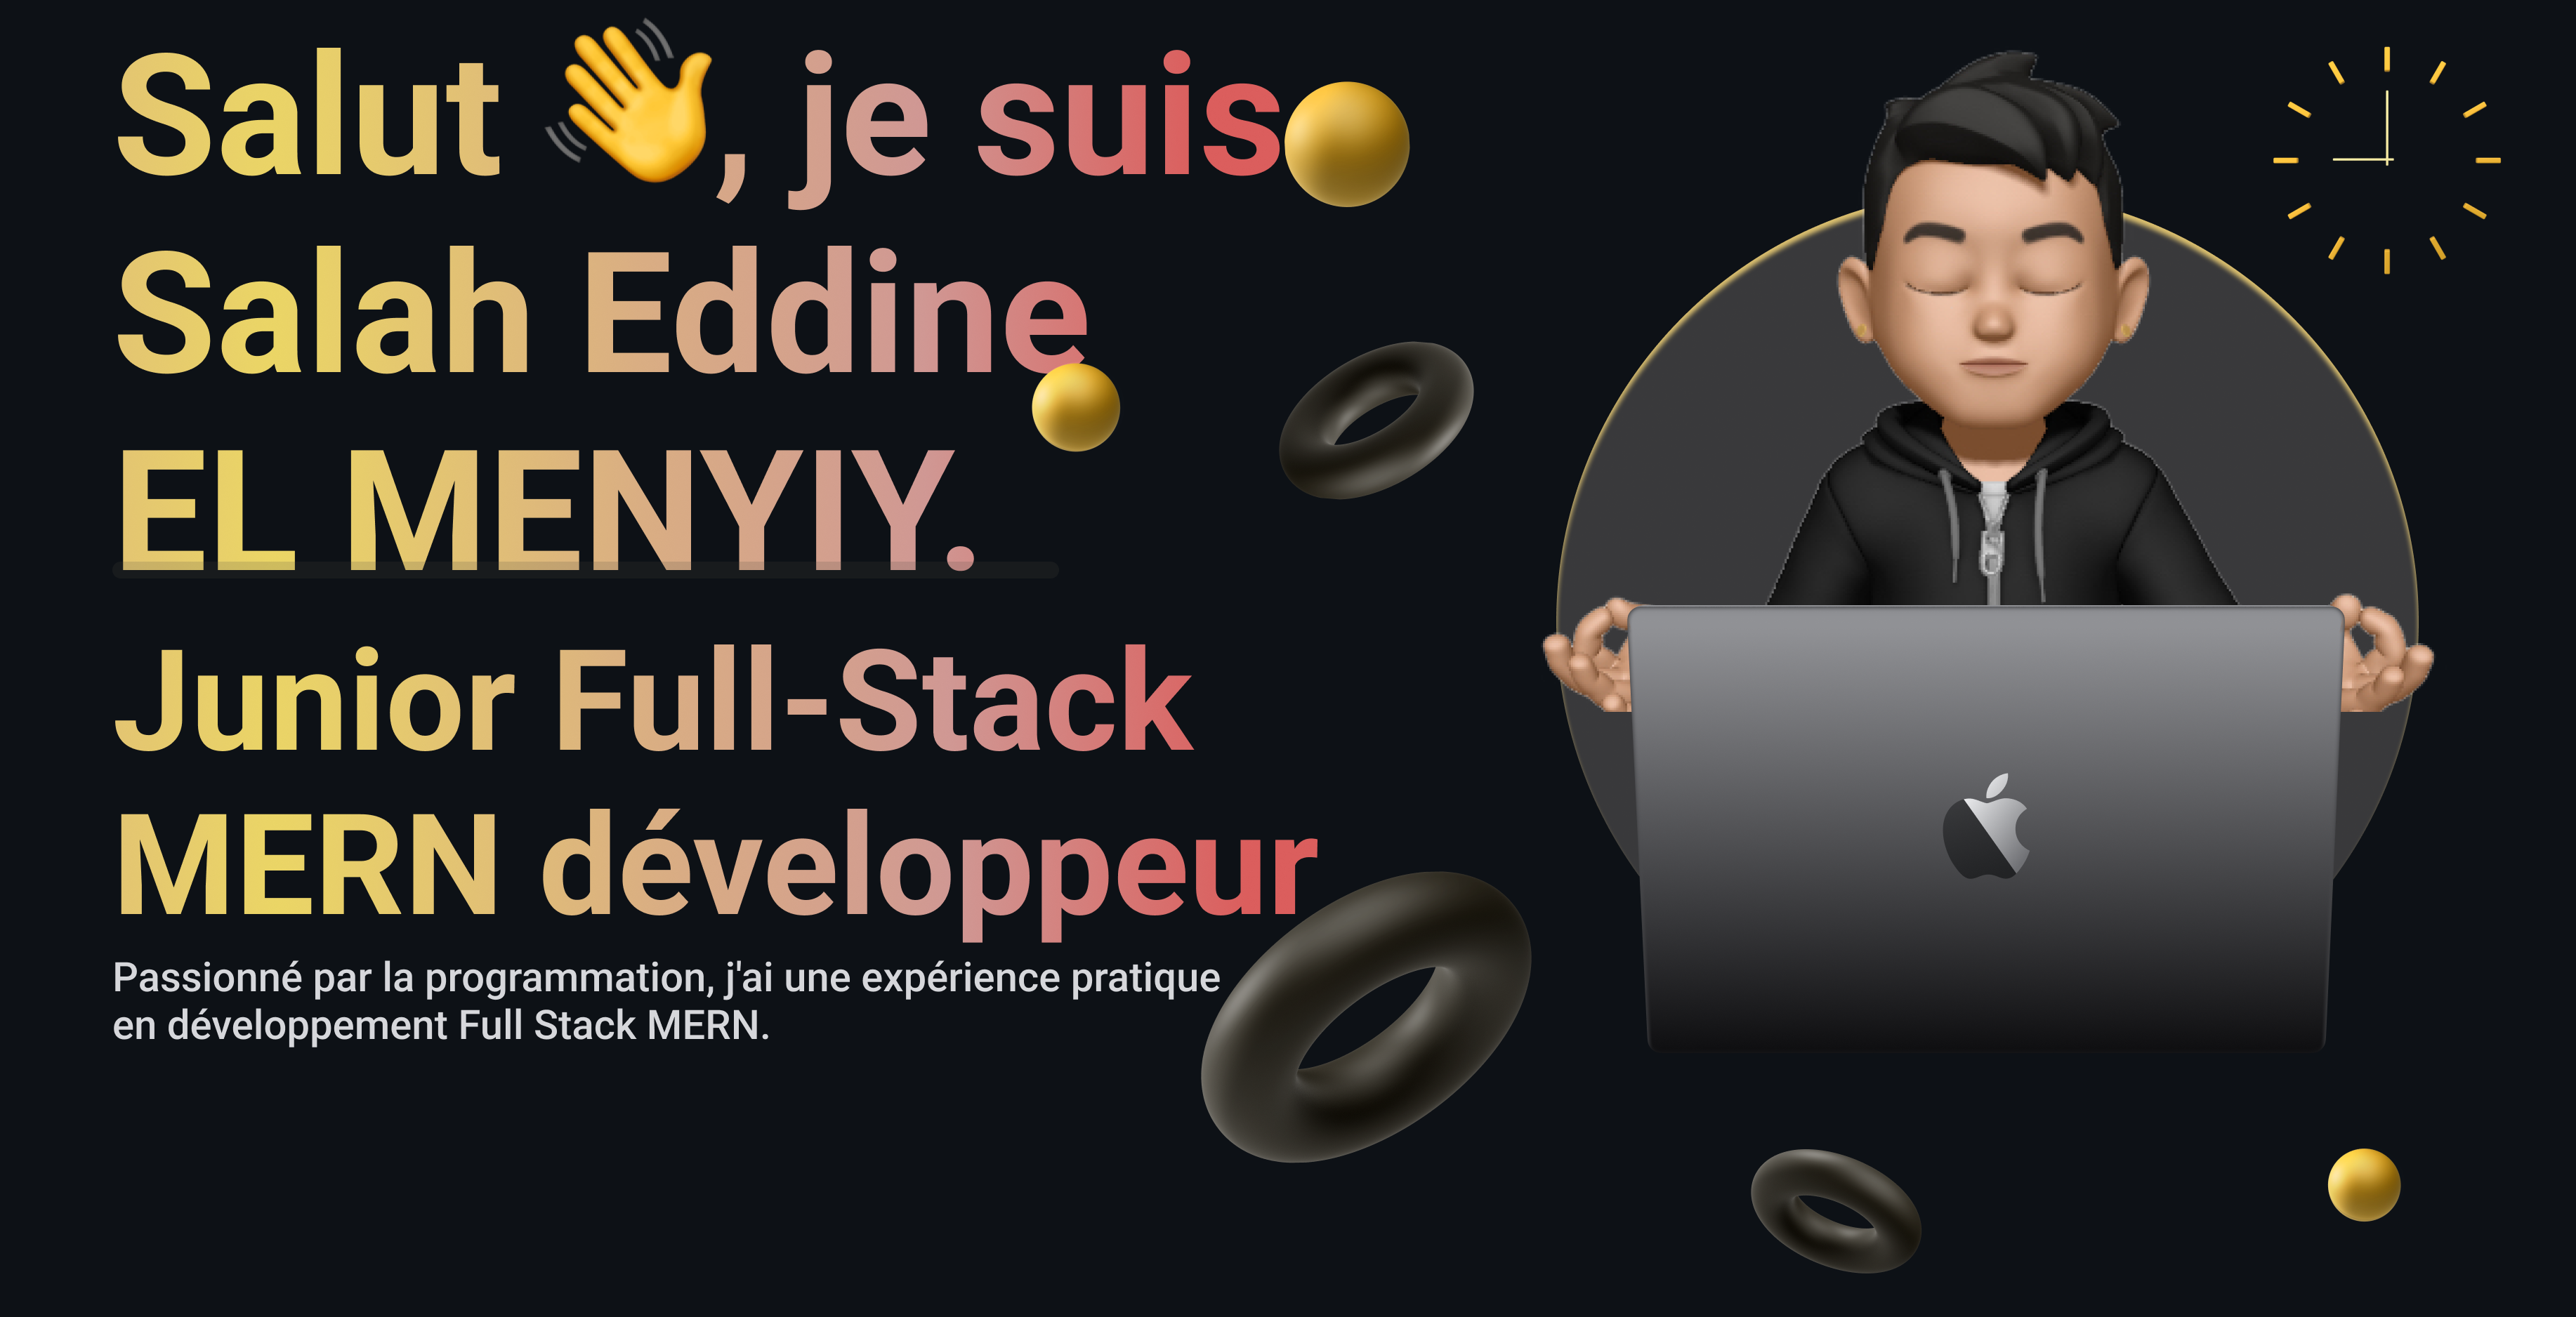 Salut 👋, je suis
Salah Eddine
EL MENYIY.
Junior Full-Stack
MERN développeur
Passionné par la programmation, j'ai une expérience pratique
en développement Full Stack MERN.